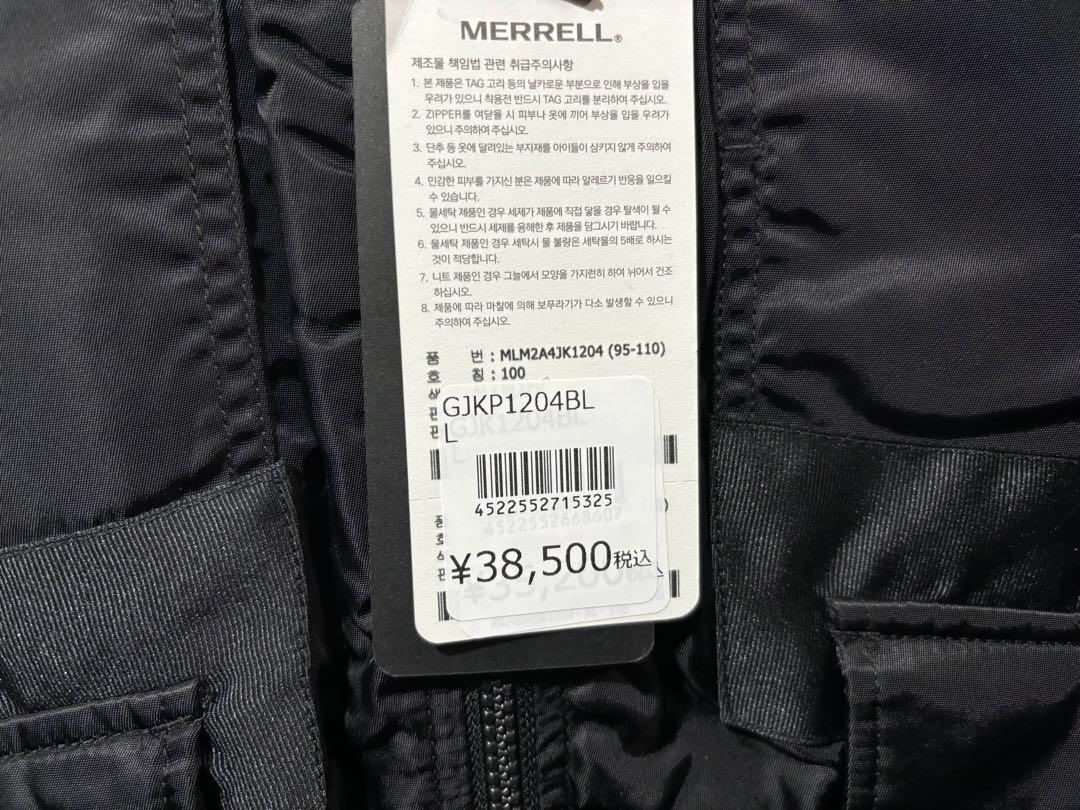 MERRELL®
제조물 책임법 관련 취급주의사항
1. 본 제품은 TAG 고리 등의 날카로운 부분으로 인해 부상을 입을
우려가 있으니 착용전 반드시 TAG 고리를 분리하여 주십시오.
2. ZIPPER를 여닫을 시 피부나 옷에 끼어 부상을 입을 우려가
있으니 주의하여 주십시오.
3. 단추 등 옷에 달려있는 부자재를 아이들이 삼키지 않게 주의하여
주십시오.
4. 민감한 피부를 가지신 분은 제품에 따라 알레르기 반응을 일으킬
수 있습니다.
5. 물세탁 제품인 경우 세제가 제품에 직접 닿을 경우 탈색이 될 수
있으니 반드시 세제를 용해한 후 제품을 담그시기 바랍니다.
6. 물세탁 제품인 경우 세탁시 물 불량은 세탁물의 5배로 하시는
것이 적당합니다.
7. 니트 제품인 경우 그늘에서 모양을 가지런히 하여 뉘어서 건조
하십시오.
8. 제품에 따라 마찰에 의해 보푸라기가 다소 발생할 수 있으니
주의하여 주십시오.
품 번 : MLM2A4JK1204 (95-110)
호 칭 : 100
색
판
판
GJKP1204BL
L
GJK1204BL
L
4522552715325
4522552668607
¥38,500税込
품
호
색
판